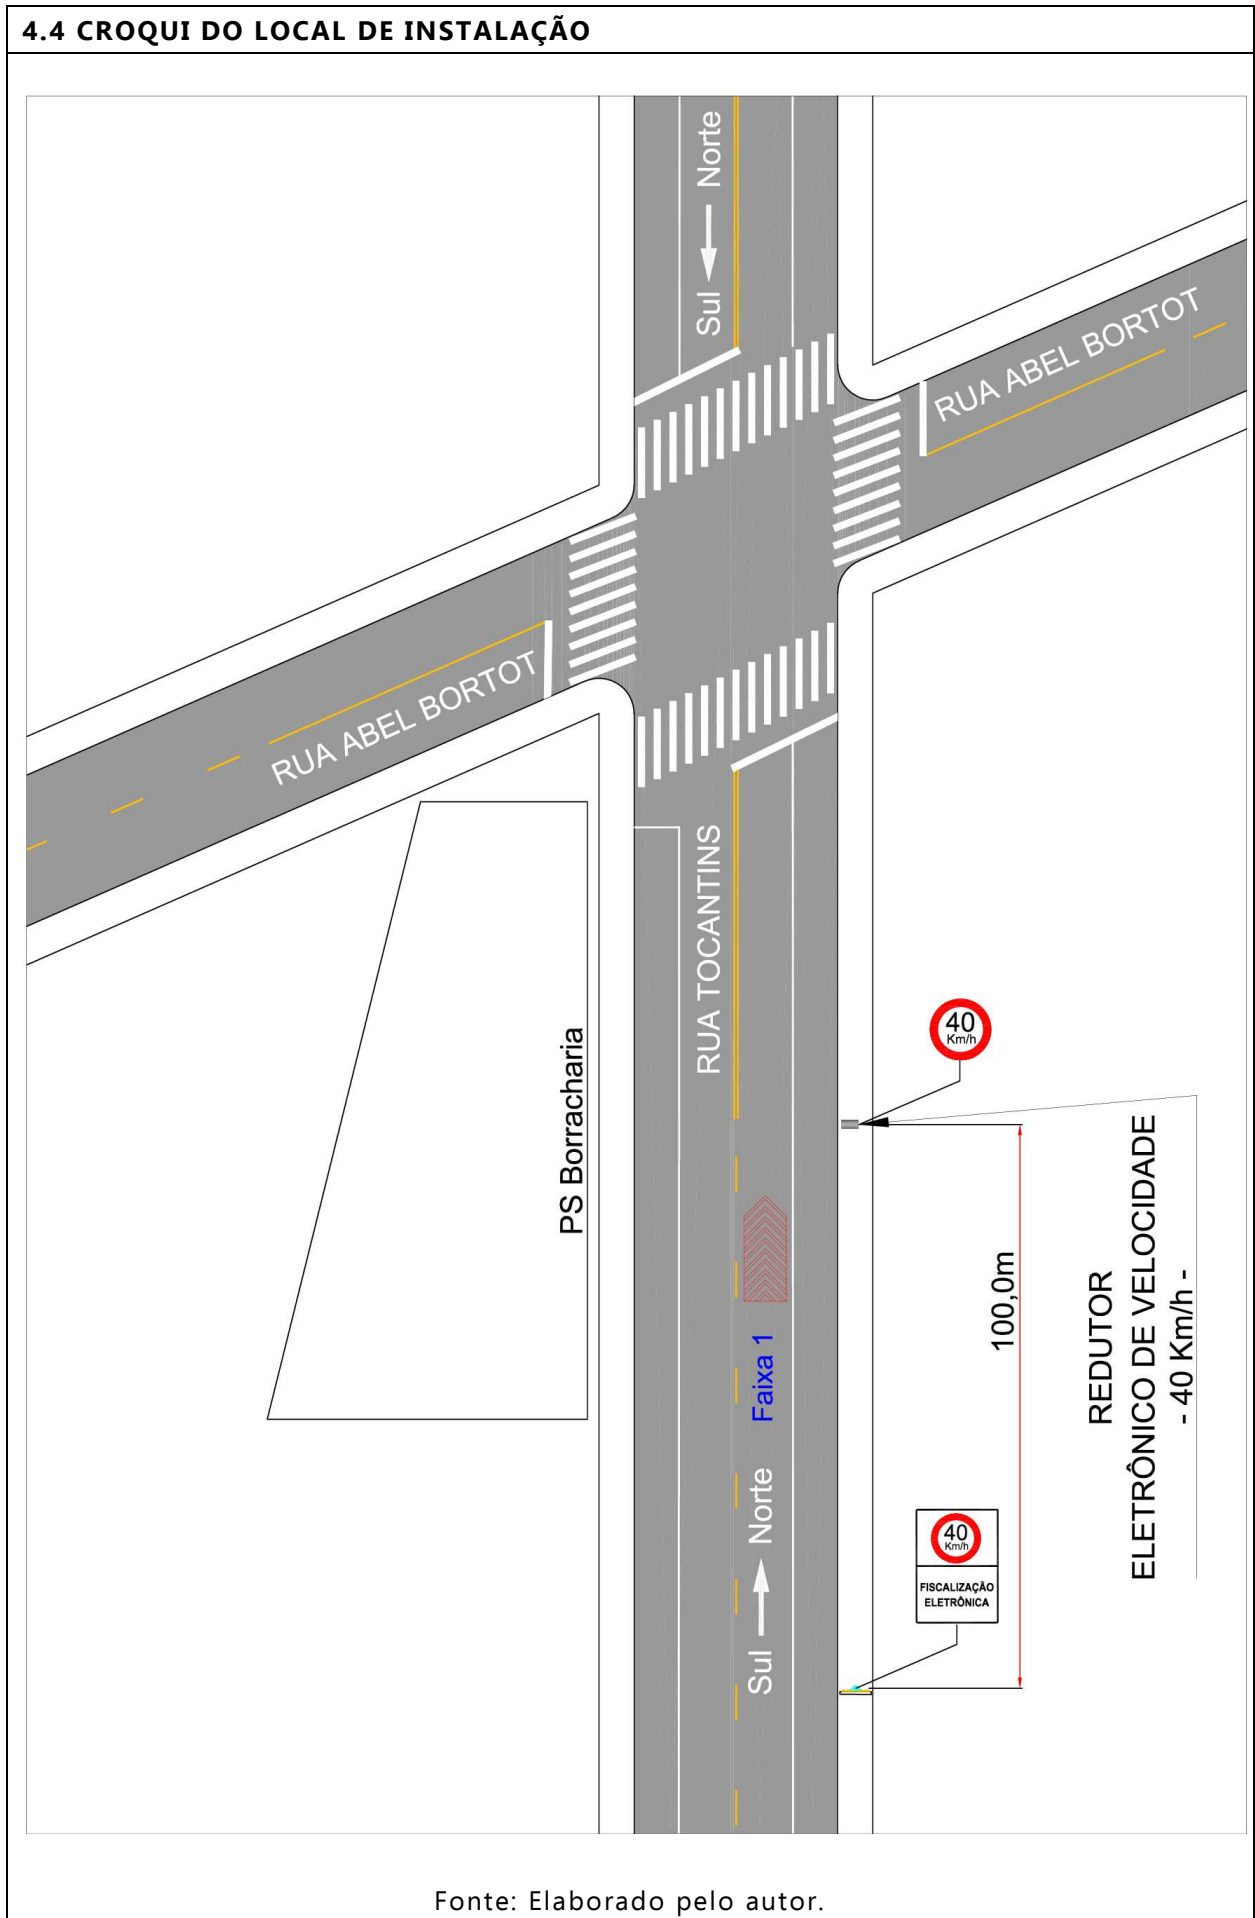 4.4 CROQUI DO LOCAL DE INSTALAÇÃO
Sul Norte
RUA ABEL BORTOT
RUA ABEL BORTOT
RUA TOCANTINS
40
Km/h
PS Borracharia
REDUTOR
ELETRÔNICO DE VELOCIDADE
- 40 Km/h -
100,0m
Faixa 1
Sul Norte
40
Km/h
FISCALIZAÇÃO
ELETRÔNICA
Fonte: Elaborado pelo autor.